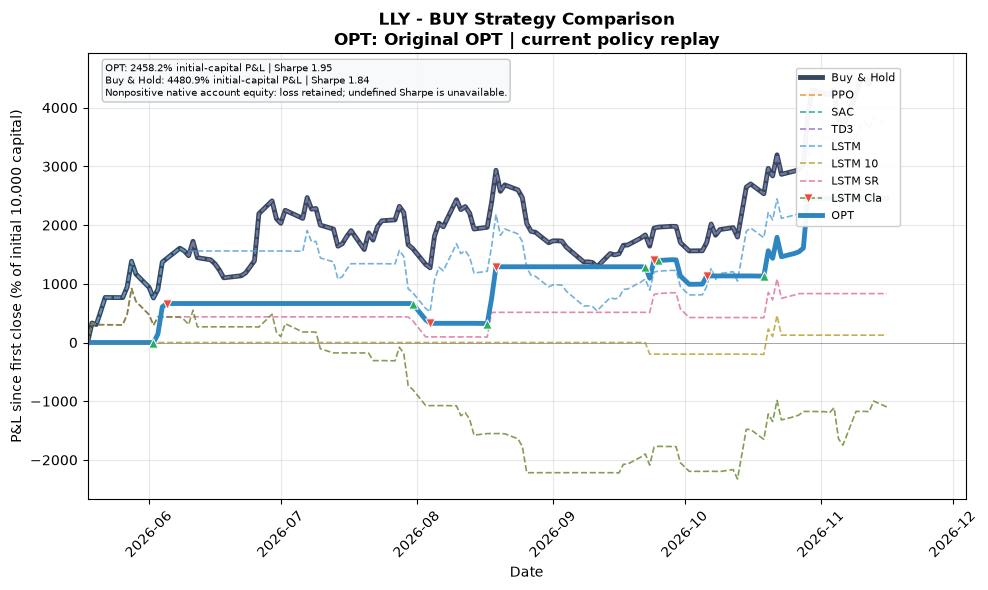 LLY - BUY Strategy Comparison
OPT: Original OPT | current policy replay
OPT: 2458.2% initial-capital P&L | Sharpe 1.95
Buy & Hold: 4480.9% initial-capital P&L | Sharpe 1.84
Nonpositive native account equity: loss retained; undefined Sharpe is unavailable.
Buy & Hold
PPO
SAC
TD3
LSTM
LSTM 10
LSTM SR
LSTM Cla
OPT
P&L since first close (% of initial 10,000 capital)
4000
3000
2000
1000
0
−1000
−2000
2026-06
2026-07
2026-08
2026-09
2026-10
2026-11
2026-12
Date